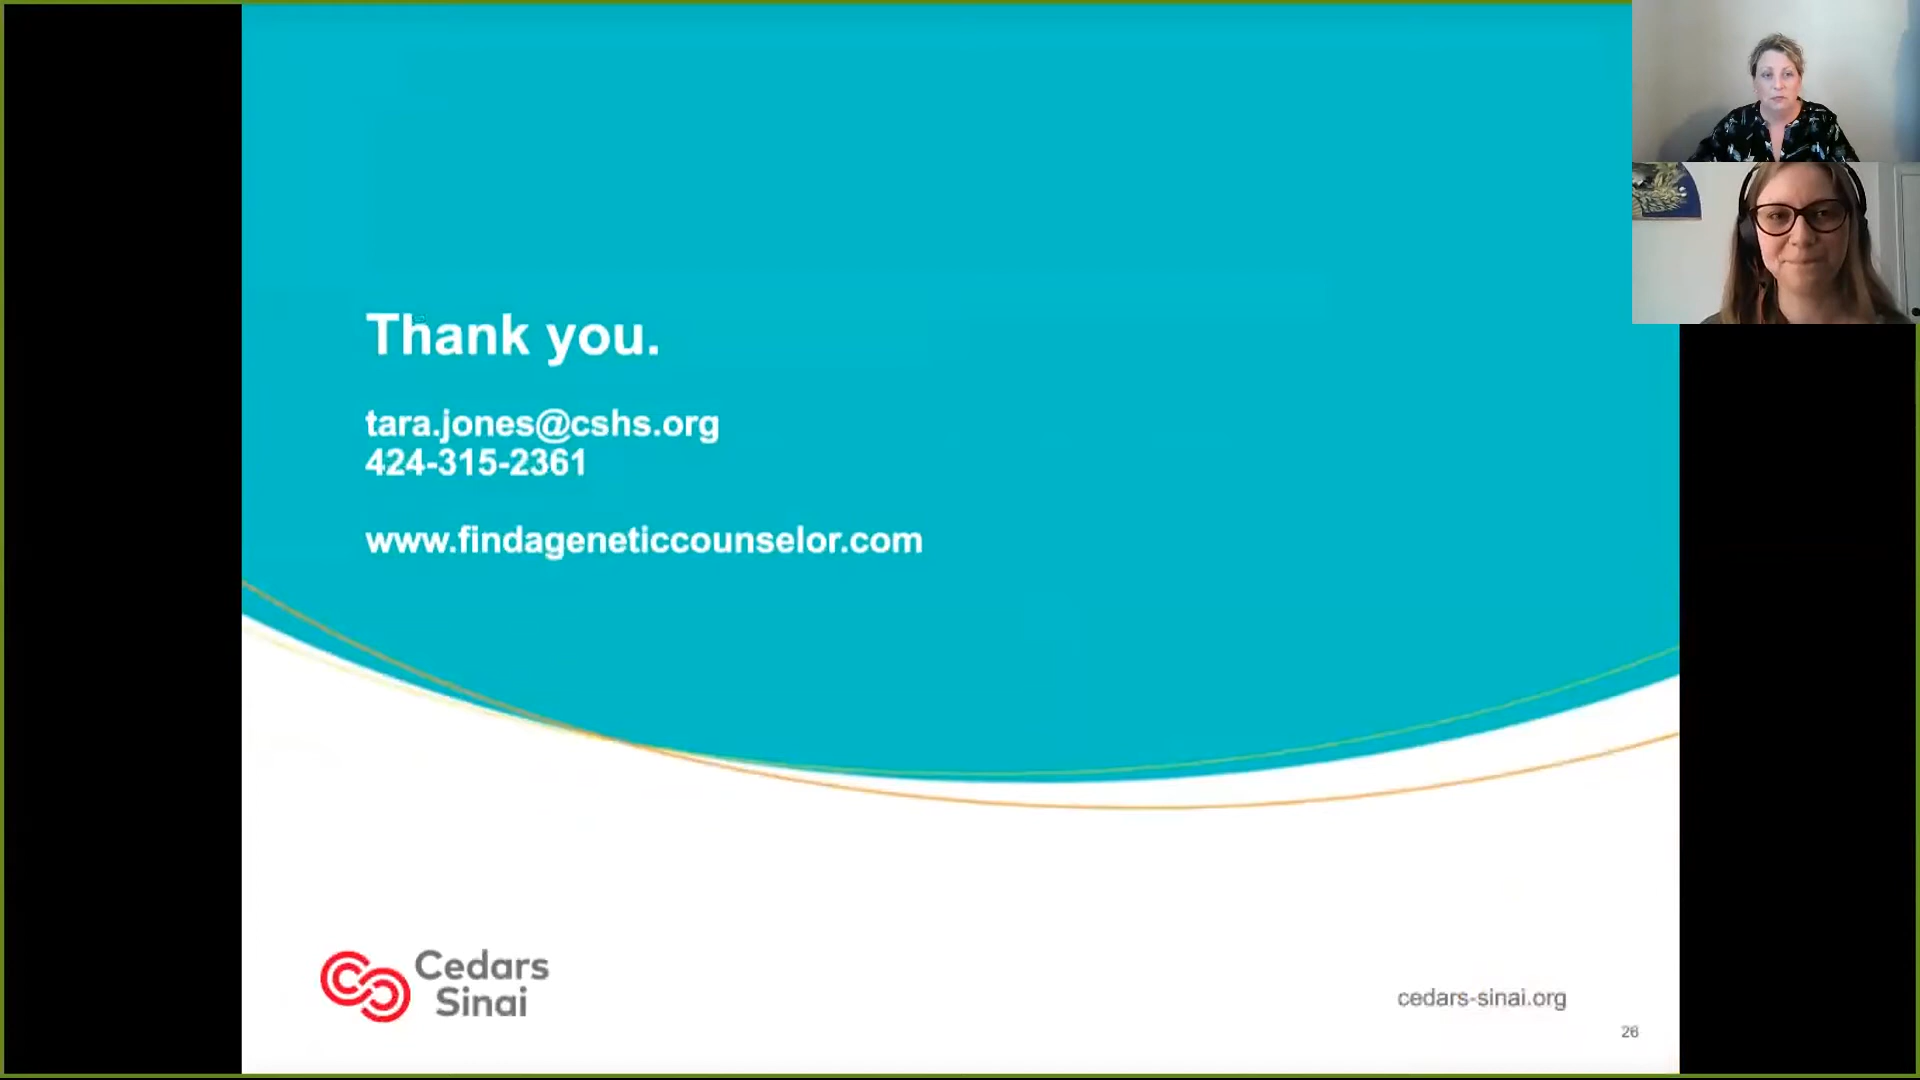 Thank you.
tara.jones@cshs.org
424-315-2361
www.findageneticcounselor.com
Cedars
Sinai
cedars-sinai.org
26